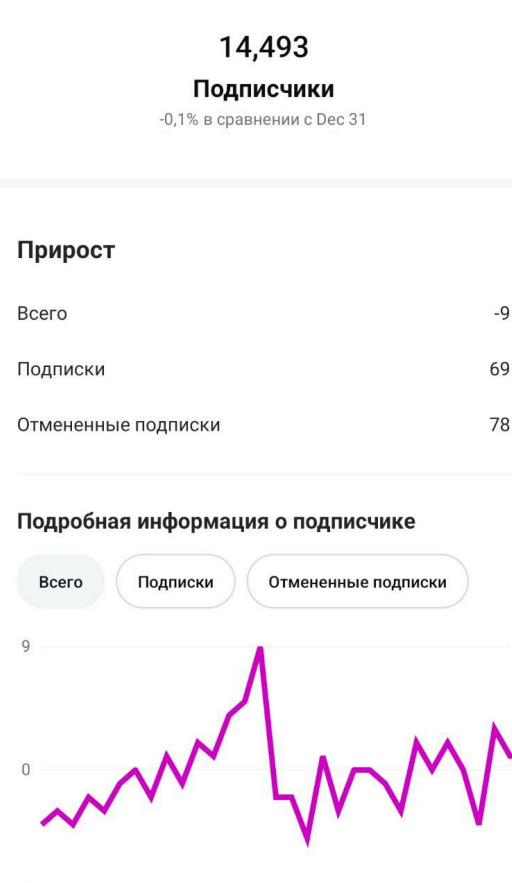 14,493
Подписчики
-0,1% в сравнении с Dec 31
Прирост
Всего -9
Подписки 69
Отмененные подписки 78
Подробная информация о подписчике
Всего Подписки Отмененные подписки
9
0